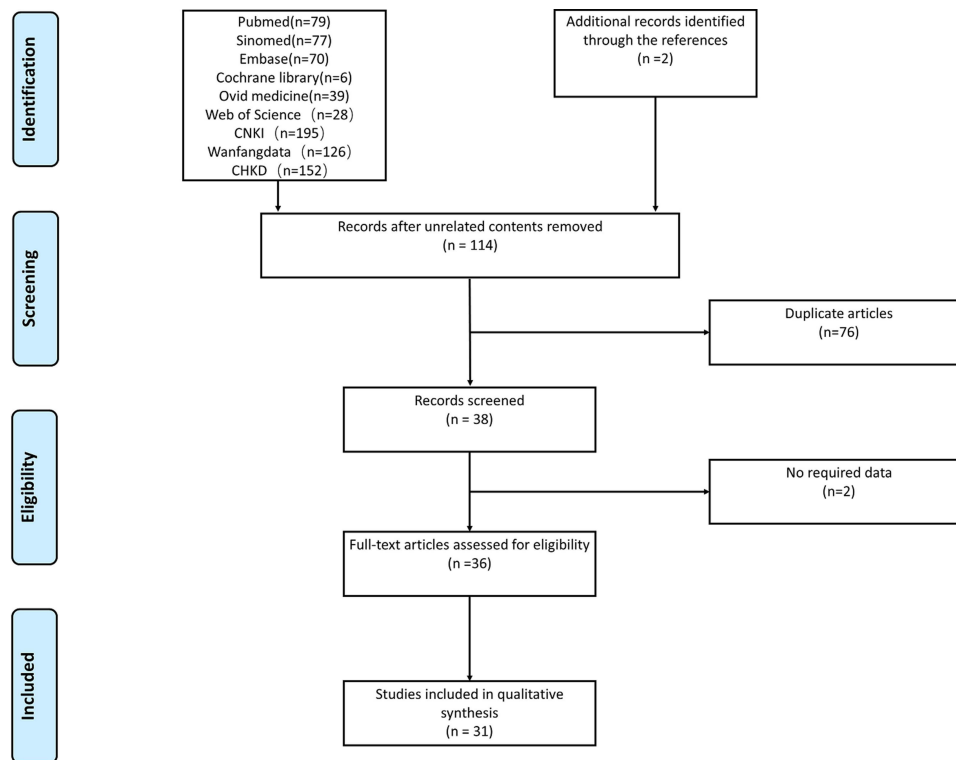 Identification
Pubmed(n=79)
Sinomed(n=77)
Embase(n=70)
Cochrane library(n=6)
Ovid medicine(n=39)
Web of Science（n=28）
CNKI（n=195）
Wanfangdata（n=126）
CHKD（n=152）
Additional records identified
through the references
(n =2)
Screening
Records after unrelated contents removed
(n = 114)
Duplicate articles
(n=76)
Records screened
(n = 38)
Eligibility
No required data
(n=2)
Full-text articles assessed for eligibility
(n =36)
Included
Studies included in qualitative
synthesis
(n = 31)